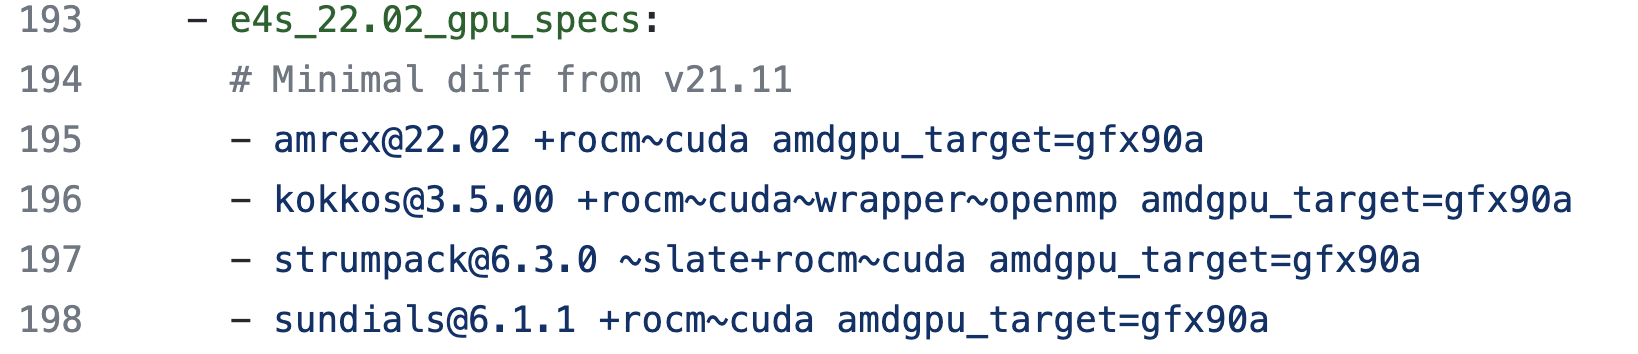 193 - e4s_22.02_gpu_specs:
194 # Minimal diff from v21.11
195 - amrex@22.02 +rocm~cuda amdgpu_target=gfx90a
196 - kokkos@3.5.00 +rocm~cuda~wrapper~openmp amdgpu_target=gfx90a
197 - strumpack@6.3.0 ~slate+rocm~cuda amdgpu_target=gfx90a
198 - sundials@6.1.1 +rocm~cuda amdgpu_target=gfx90a